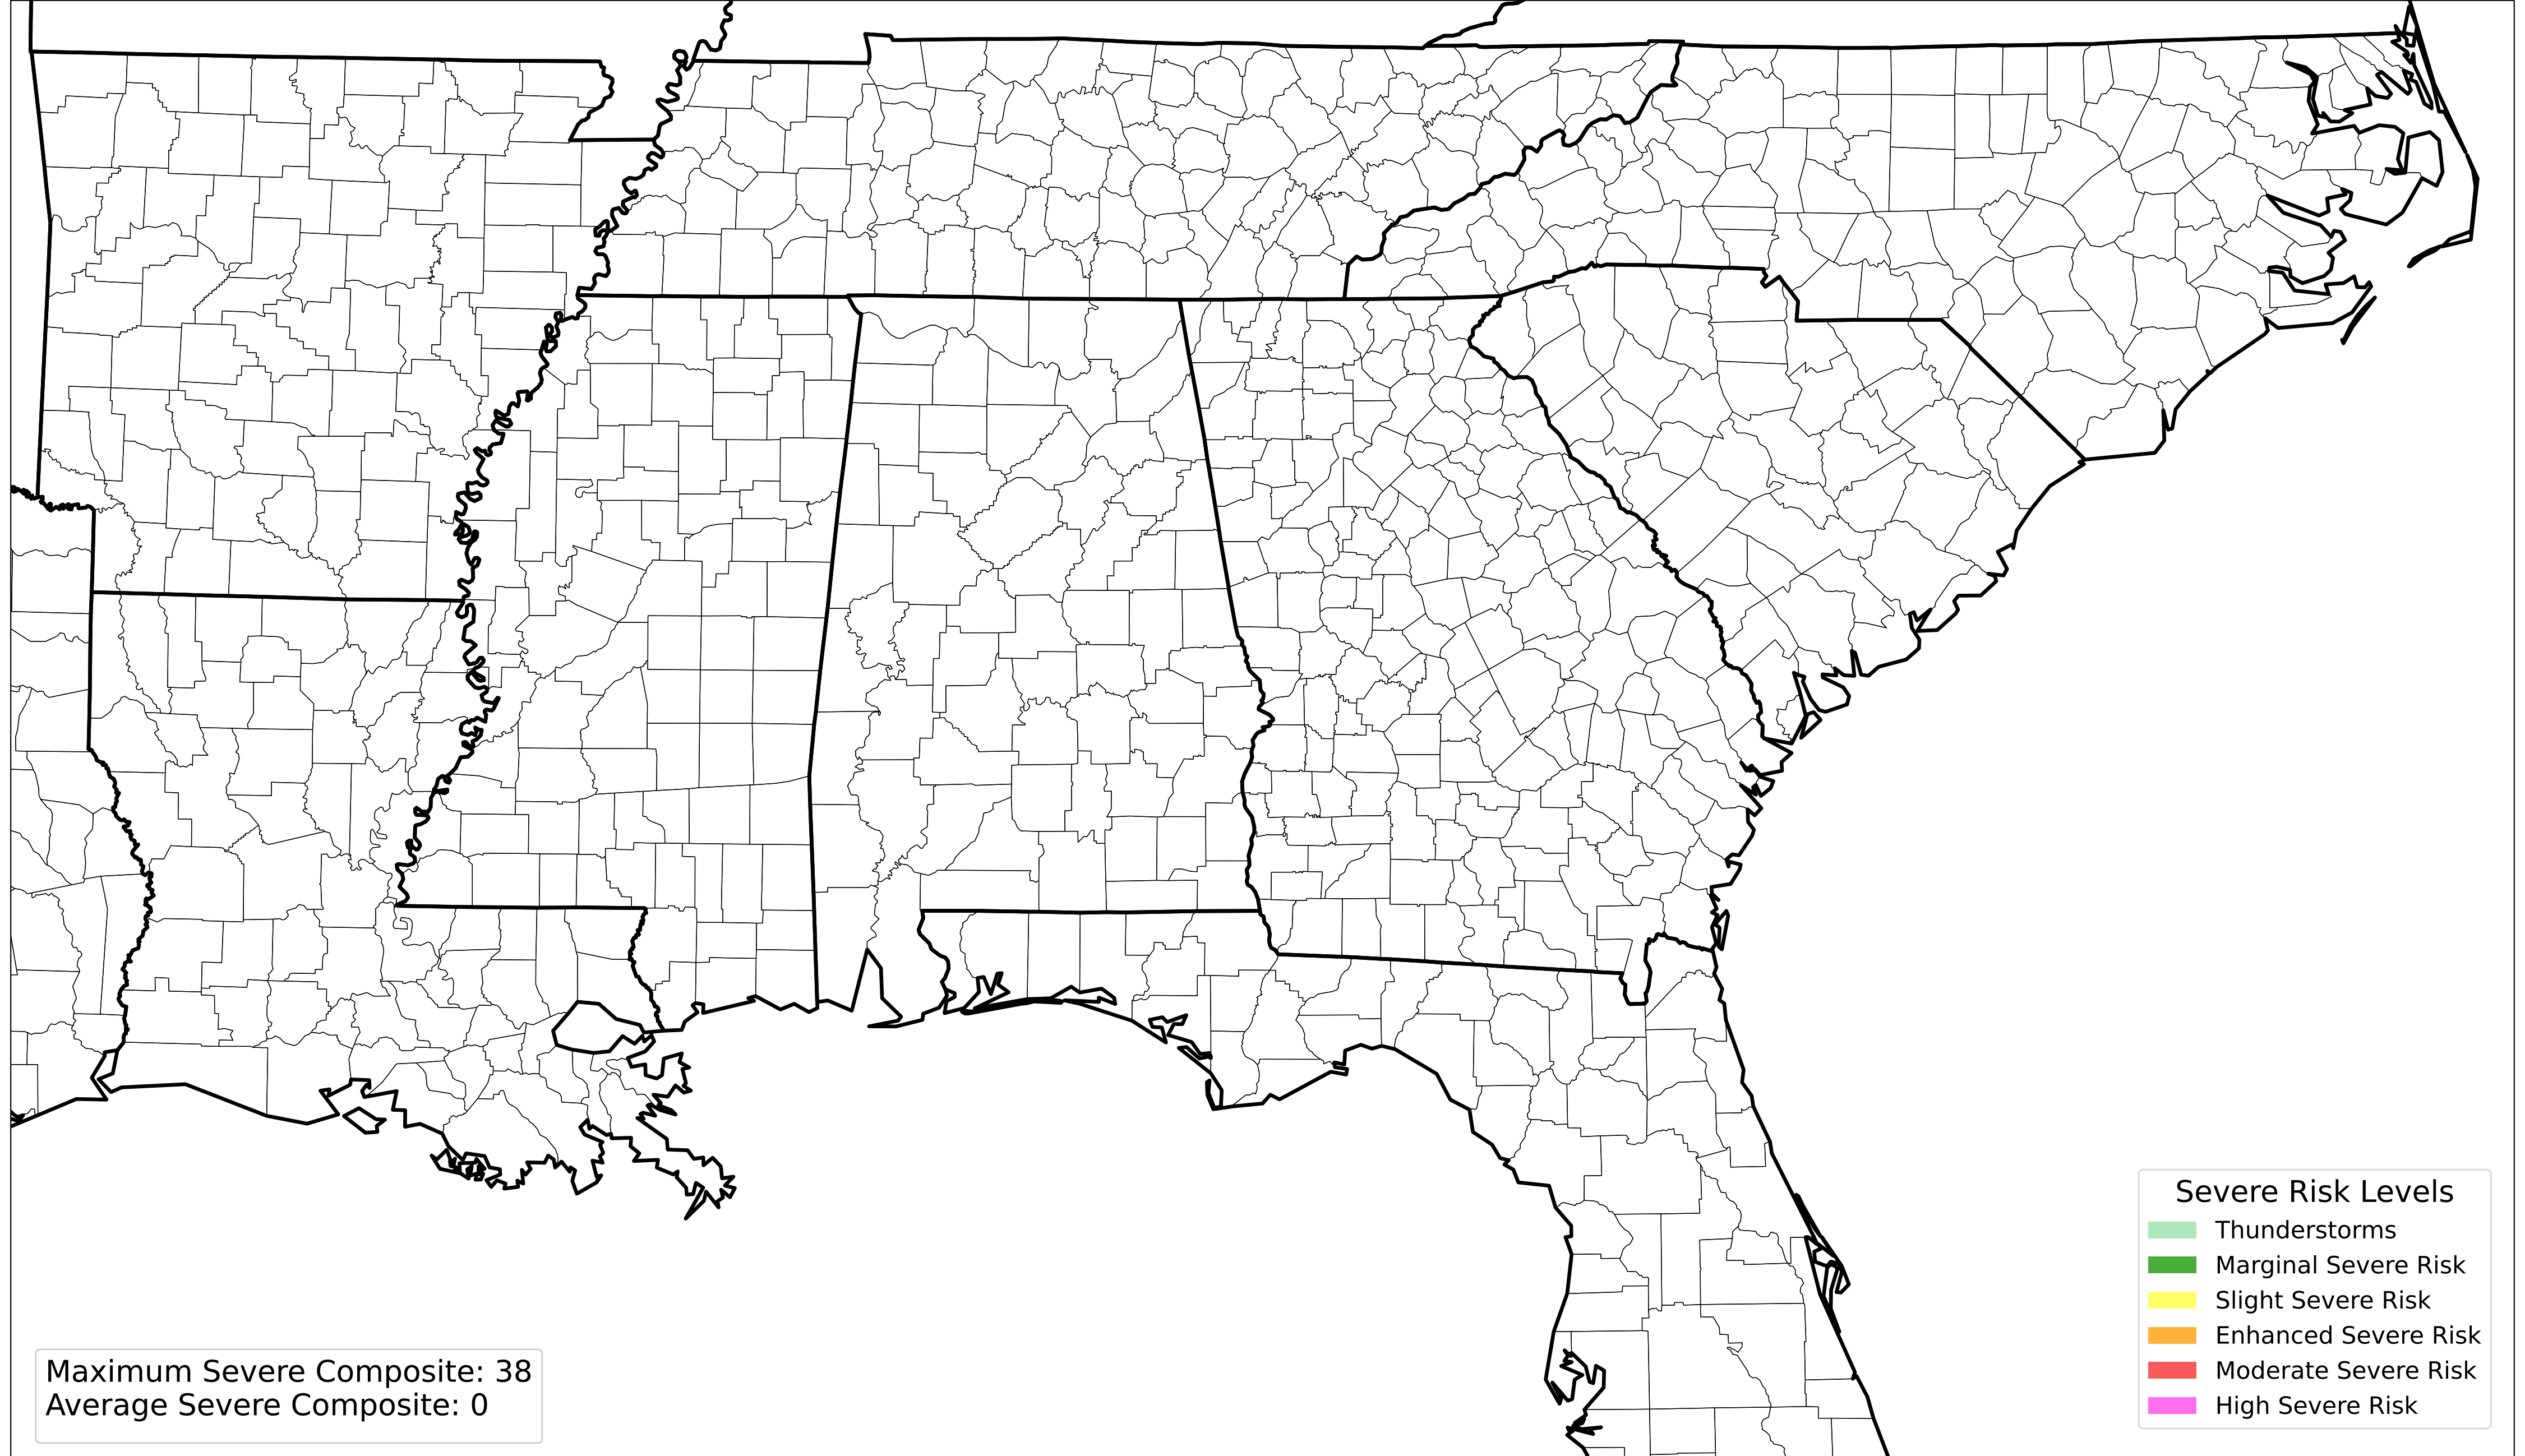 Severe Risk Levels
Thunderstorms
Marginal Severe Risk
Slight Severe Risk
Enhanced Severe Risk
Moderate Severe Risk
High Severe Risk
Maximum Severe Composite: 38
Average Severe Composite: 0